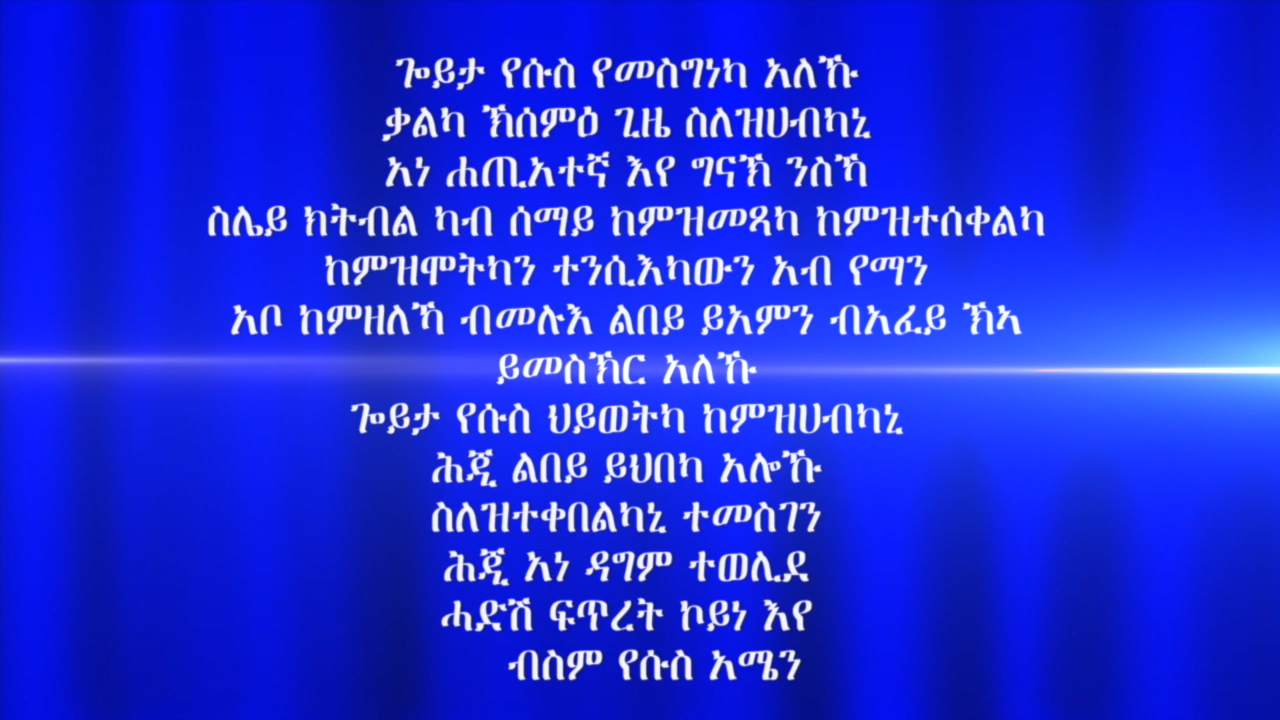 ጐይታ የሱስ የመስግነካ አለኹ
ቃልካ ኽሰምዕ ጊዜ ስለዝሀብካኒ
አነ ሐጢአተኛ እየ ግናኽ ንስኻ
ስሌይ ክትብል ካብ ሰማይ ከምዝመጻካ ከምዝተሰቀልካ
ከምዝሞትካን ተንሲእካውን አብ የማን
አቦ ከምዘለኻ ብመሉእ ልበይ ይአምን ብአፈይ ኽኣ
ይመስኽር አለኹ
ጐይታ የሱስ ህይወትካ ከምዝሀብካኒ
ሕጂ ልበይ ይህበካ አሎኹ
ስለዝተቀበልካኒ ተመስገን
ሕጂ አነ ዳግም ተወሊደ
ሓድሽ ፍጥረት ኮይነ እየ
ብስም የሱስ አሜን